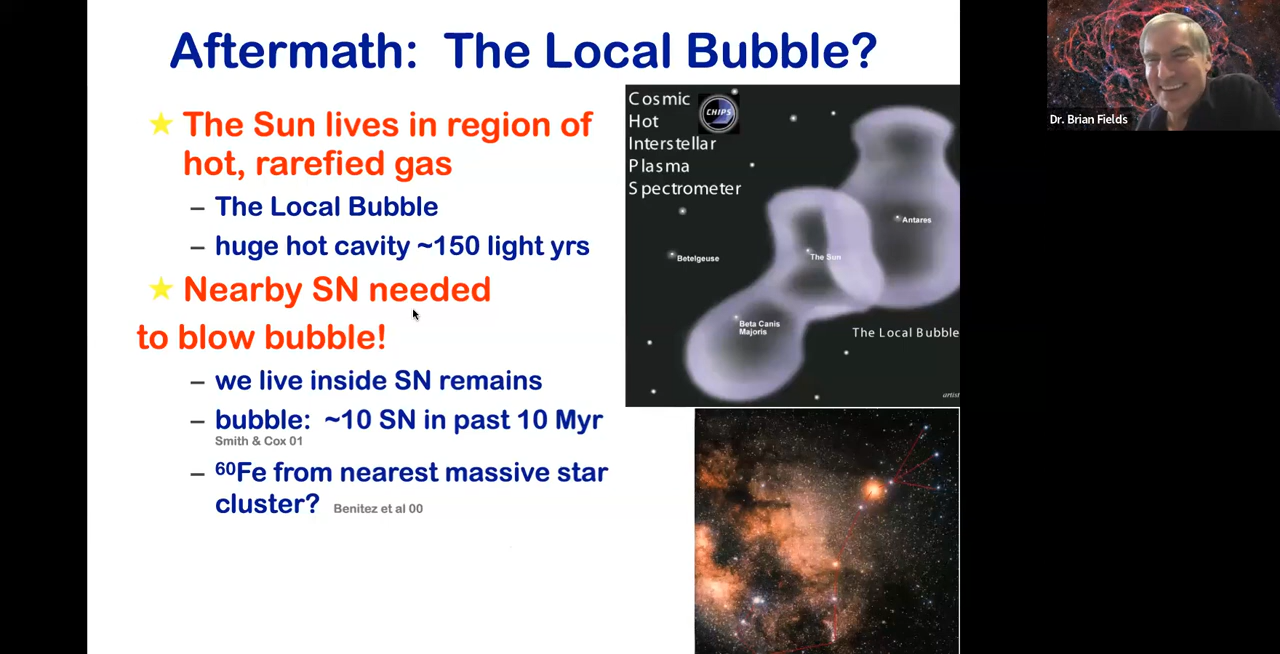 Aftermath: The Local Bubble?
The Sun lives in region of
hot, rarefied gas
– The Local Bubble
– huge hot cavity ~150 light yrs
Nearby SN needed
to blow bubble!
– we live inside SN remains
– bubble: ~10 SN in past 10 Myr
Smith & Cox 01
– ⁶⁰Fe from nearest massive star
cluster? Benitez et al 00
Cosmic
Hot
Interstellar
Plasma
Spectrometer
CHIPS
Antares
The Sun
Betelgeuse
Beta Canis
Majoris
The Local Bubble
artist
Dr. Brian Fields